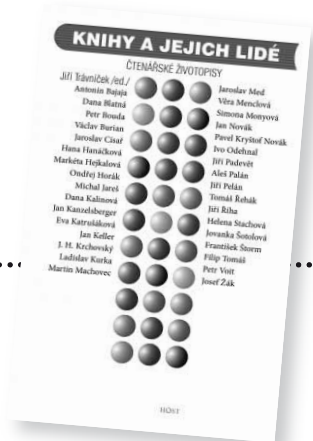 KNIHY A JEJICH LIDÉ
ČTENÁŘSKÉ ŽIVOTOPISY
Jiří Trávníček /ed./
Antonín Bajaja
Dana Blatná
Petr Bouda
Václav Burian
Jaroslav Císař
Hana Hanáčková
Markéta Hejkalová
Ondřej Horák
Michal Jareš
Dana Kalinová
Jan Kanzelsberger
Eva Katrušáková
Jan Keller
J. H. Krchovský
Ladislav Kurka
Martin Machovec
Jaroslav Med
Věra Menclová
Simona Monyová
Jan Novák
Pavel Kryštof Novák
Ivo Odehnal
Jiří Padevět
Aleš Palán
Jiří Pelán
Tomáš Řehák
Jiří Říha
Helena Stachová
Jovanka Šotolová
František Štorm
Filip Tomáš
Petr Voit
Josef Žák
HOST